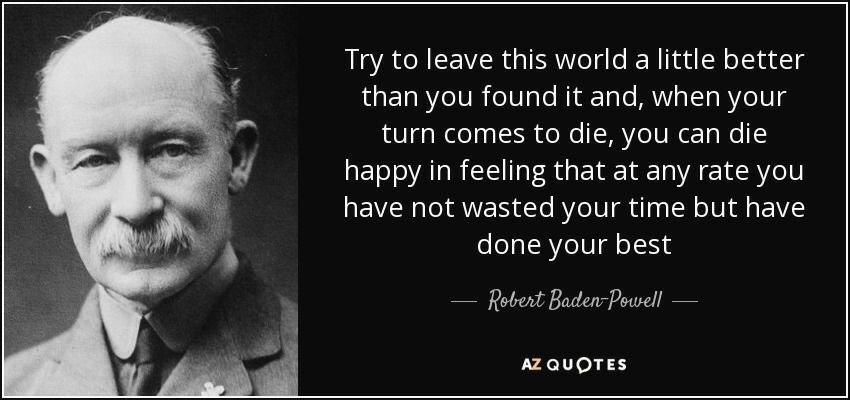 Try to leave this world a little better
than you found it and, when your
turn comes to die, you can die
happy in feeling that at any rate you
have not wasted your time but have
done your best
Robert Baden-Powell
AZ QUOTES